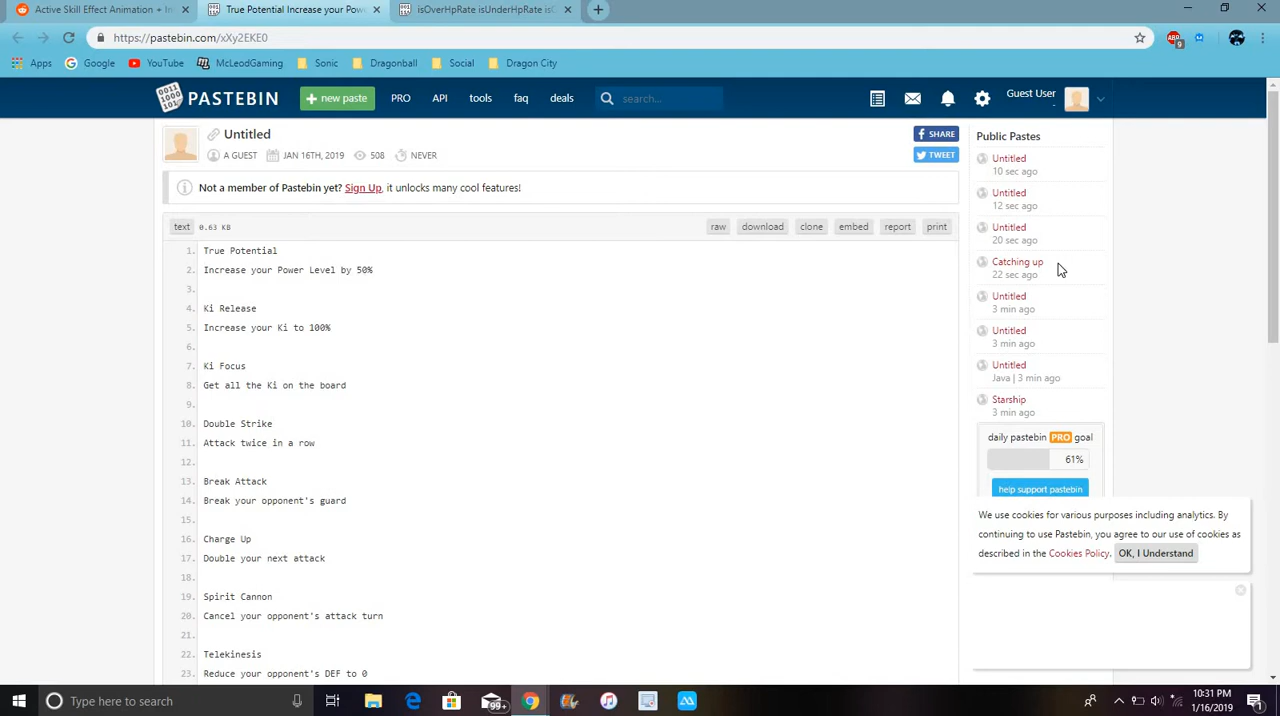 Active Skill Effect Animation + In
True Potential Increase your Pow
isOverHpRate isUnderHpRate isO
https://pastebin.com/xXy2EKE0
9
Apps
Google
YouTube
McLeodGaming
Sonic
Dragonball
Social
Dragon City
PASTEBIN
+ new paste
PRO
API
tools
faq
deals
search...
Guest User
-
Untitled
A GUEST
JAN 16TH, 2019
508
NEVER
SHARE
TWEET
Not a member of Pastebin yet? Sign Up, it unlocks many cool features!
text
0.63 KB
raw
download
clone
embed
report
print
1. True Potential
2. Increase your Power Level by 50%
3.
4. Ki Release
5. Increase your Ki to 100%
6.
7. Ki Focus
8. Get all the Ki on the board
9.
10. Double Strike
11. Attack twice in a row
12.
13. Break Attack
14. Break your opponent's guard
15.
16. Charge Up
17. Double your next attack
18.
19. Spirit Cannon
20. Cancel your opponent's attack turn
21.
22. Telekinesis
23. Reduce your opponent's DEF to 0
Public Pastes
Untitled
10 sec ago
Untitled
12 sec ago
Untitled
20 sec ago
Catching up
22 sec ago
Untitled
3 min ago
Untitled
3 min ago
Untitled
Java | 3 min ago
Starship
3 min ago
daily pastebin PRO goal
61%
help support pastebin
We use cookies for various purposes including analytics. By
continuing to use Pastebin, you agree to our use of cookies as
described in the Cookies Policy. OK, I Understand
Type here to search
99+
10:31 PM
1/16/2019